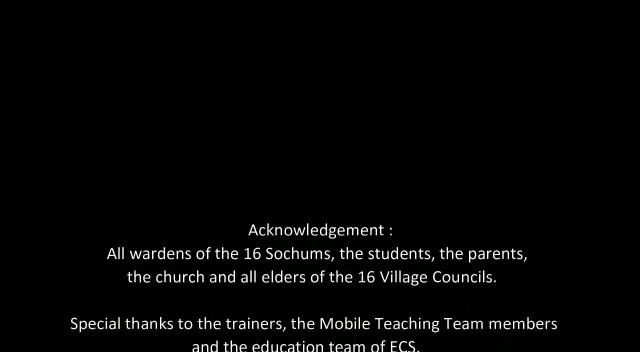 Acknowledgement :
All wardens of the 16 Sochums, the students, the parents,
the church and all elders of the 16 Village Councils.
Special thanks to the trainers, the Mobile Teaching Team members
and the education team of ECS.